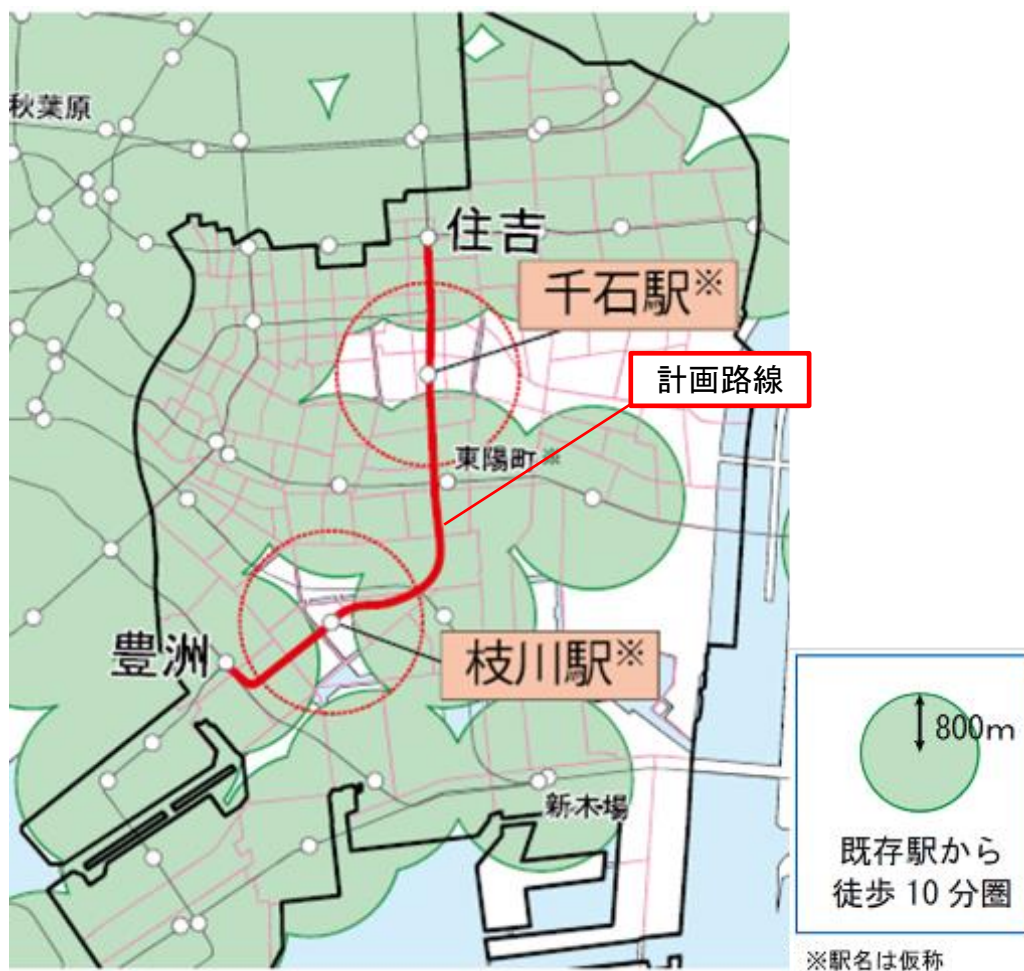 秋葉原
住吉
千石駅※
計画路線
東陽町※
豊洲
枝川駅※
新木場
800m
既存駅から
徒歩 10 分圏
※駅名は仮称